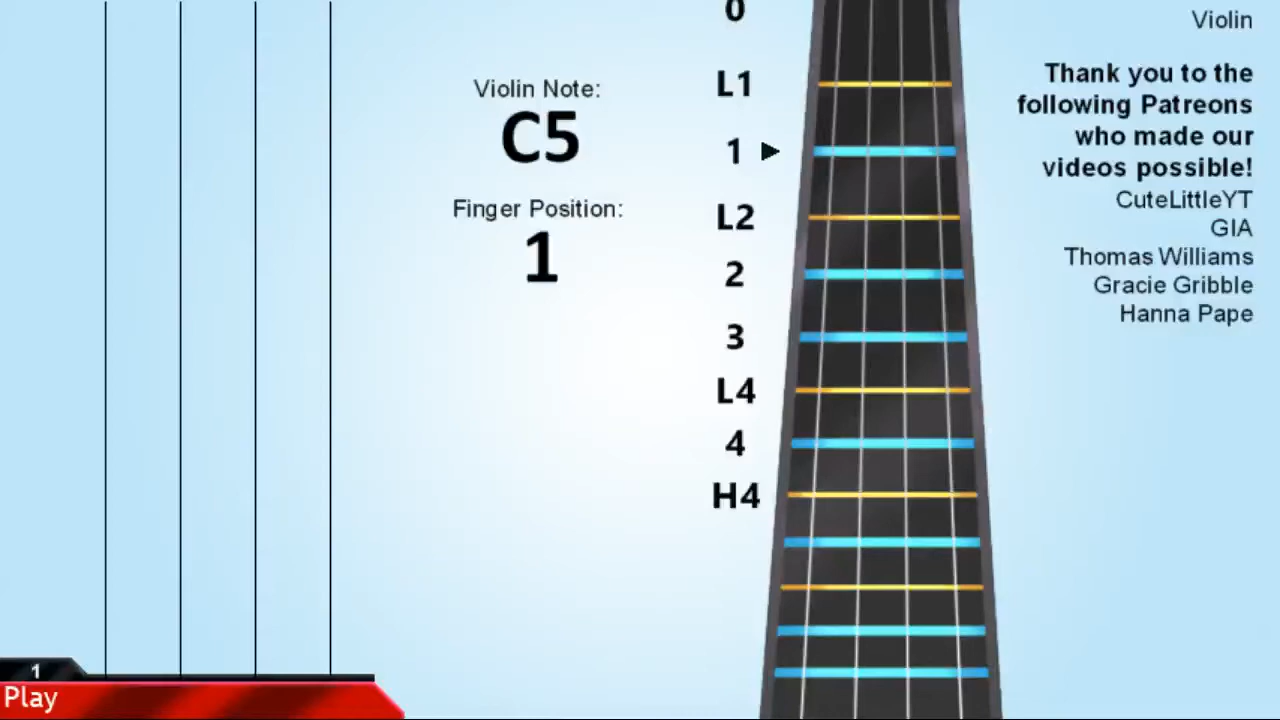 Violin Note:
C5
Finger Position:
1
0
L1
1
L2
2
3
L4
4
H4
Violin
Thank you to the
following Patreons
who made our
videos possible!
CuteLittleYT
GIA
Thomas Williams
Gracie Gribble
Hanna Pape
1
Play